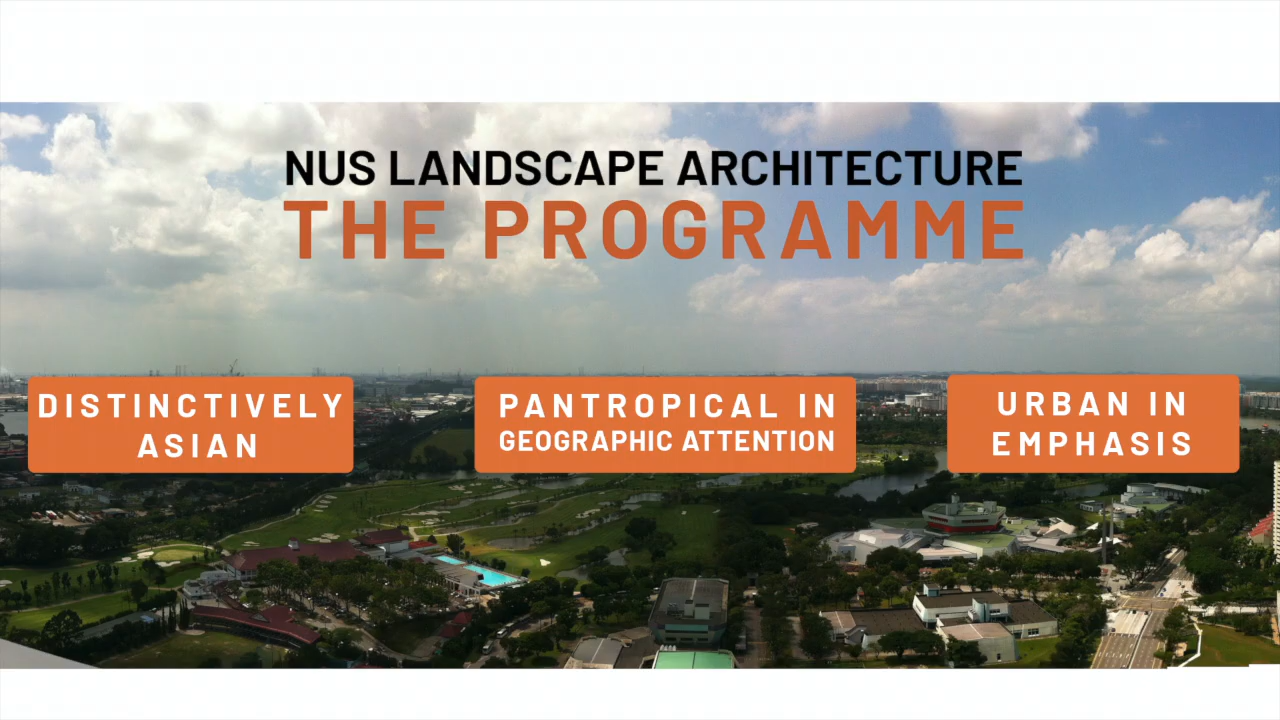 NUS LANDSCAPE ARCHITECTURE
THE PROGRAMME
DISTINCTIVELY
ASIAN
PANTROPICAL IN
GEOGRAPHIC ATTENTION
URBAN IN
EMPHASIS